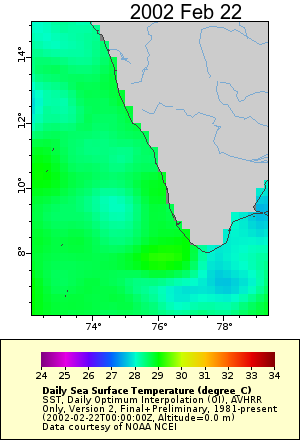 2002 Feb 22
14°
12°
10°
8°
74°
76°
78°
24 25 26 27 28 29 30 31 32 33 34
Daily Sea Surface Temperature (degree_C)
SST, Daily Optimum Interpolation (OI), AVHRR
Only, Version 2, Final+Preliminary, 1981-present
(2002-02-22T00:00:00Z, Altitude=0.0 m)
Data courtesy of NOAA NCEI